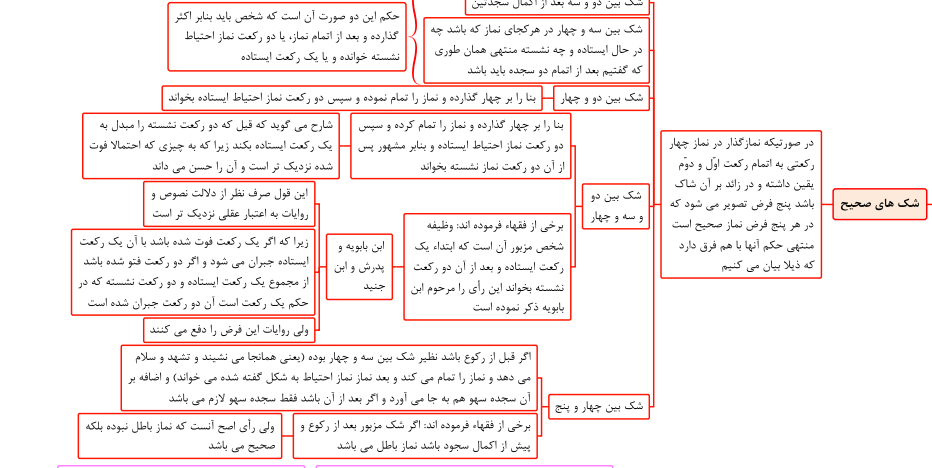 شک های صحیح
در صورتیکه نمازگذار در نماز چهار
رکعتی به اتمام رکعت اوّل و دوّم
یقین داشته و در زائد بر آن شاک
باشد پنج فرض تصویر می شود که
در هر پنج فرض نماز صحیح است
منتهی حکم آنها با هم فرق دارد
که ذیلا بیان می کنیم
شک بین دو و سه بعد از اکمال سجدتین
شک بین سه و چهار در هرکجای نماز که باشد چه
در حال ایستاده و چه نشسته منتهی همان طوری
که گفتیم بعد از اتمام دو سجده باید باشد
حکم این دو صورت آن است که شخص باید بنابر اکثر
گذارده و بعد از اتمام نماز، یا دو رکعت نماز احتیاط
نشسته خوانده و یا یک رکعت ایستاده
شک بین دو و چهار
بنا را بر چهار گذارده و نماز را تمام نموده و سپس دو رکعت نماز احتیاط ایستاده بخواند
شک بین دو
و سه و چهار
بنا را بر چهار گذارده و نماز را تمام کرده و سپس
دو رکعت نماز احتیاط ایستاده و بنابر مشهور پس
از آن دو رکعت نماز نشسته بخواند
شارح می گوید که قیل که دو رکعت نشسته را مبدل به
یک رکعت ایستاده بکند زیرا که به چیزی که احتمالا فوت
شده نزدیک تر است و آن را حسن می داند
برخی از فقهاء فرموده اند: وظیفه
شخص مزبور آن است که ابتداء یک
رکعت ایستاده و بعد از آن دو رکعت
نشسته بخواند این رأی را مرحوم ابن
بابویه ذکر نموده است
ابن بابویه و
پدرش و ابن
جنید
این قول صرف نظر از دلالت نصوص و
روایات به اعتبار عقلی نزدیک تر است
زیرا که اگر یک رکعت فوت شده باشد با آن یک رکعت
ایستاده جبران می شود و اگر دو رکعت فتو شده باشد
از مجموع یک رکعت ایستاده و دو رکعت نشسته که در
حکم یک رکعت است آن دو رکعت جبران شده است
ولی روایات این فرض را دفع می کنند
شک بین چهار و پنج
اگر قبل از رکوع باشد نظیر شک بین سه و چهار بوده (یعنی همانجا می نشیند و تشهد و سلام
می دهد و نماز را تمام می کند و بعد نماز نماز احتیاط به شکل گفته شده می خواند) و اضافه بر
آن سجده سهو هم به جا می آورد و اگر بعد از آن باشد فقط سجده سهو لازم می باشد
برخی از فقهاء فرموده اند: اگر شک مزبور بعد از رکوع و
پیش از اکمال سجود باشد نماز باطل می باشد
ولی رأی اصح آنست که نماز باطل نبوده بلکه
صحیح می باشد